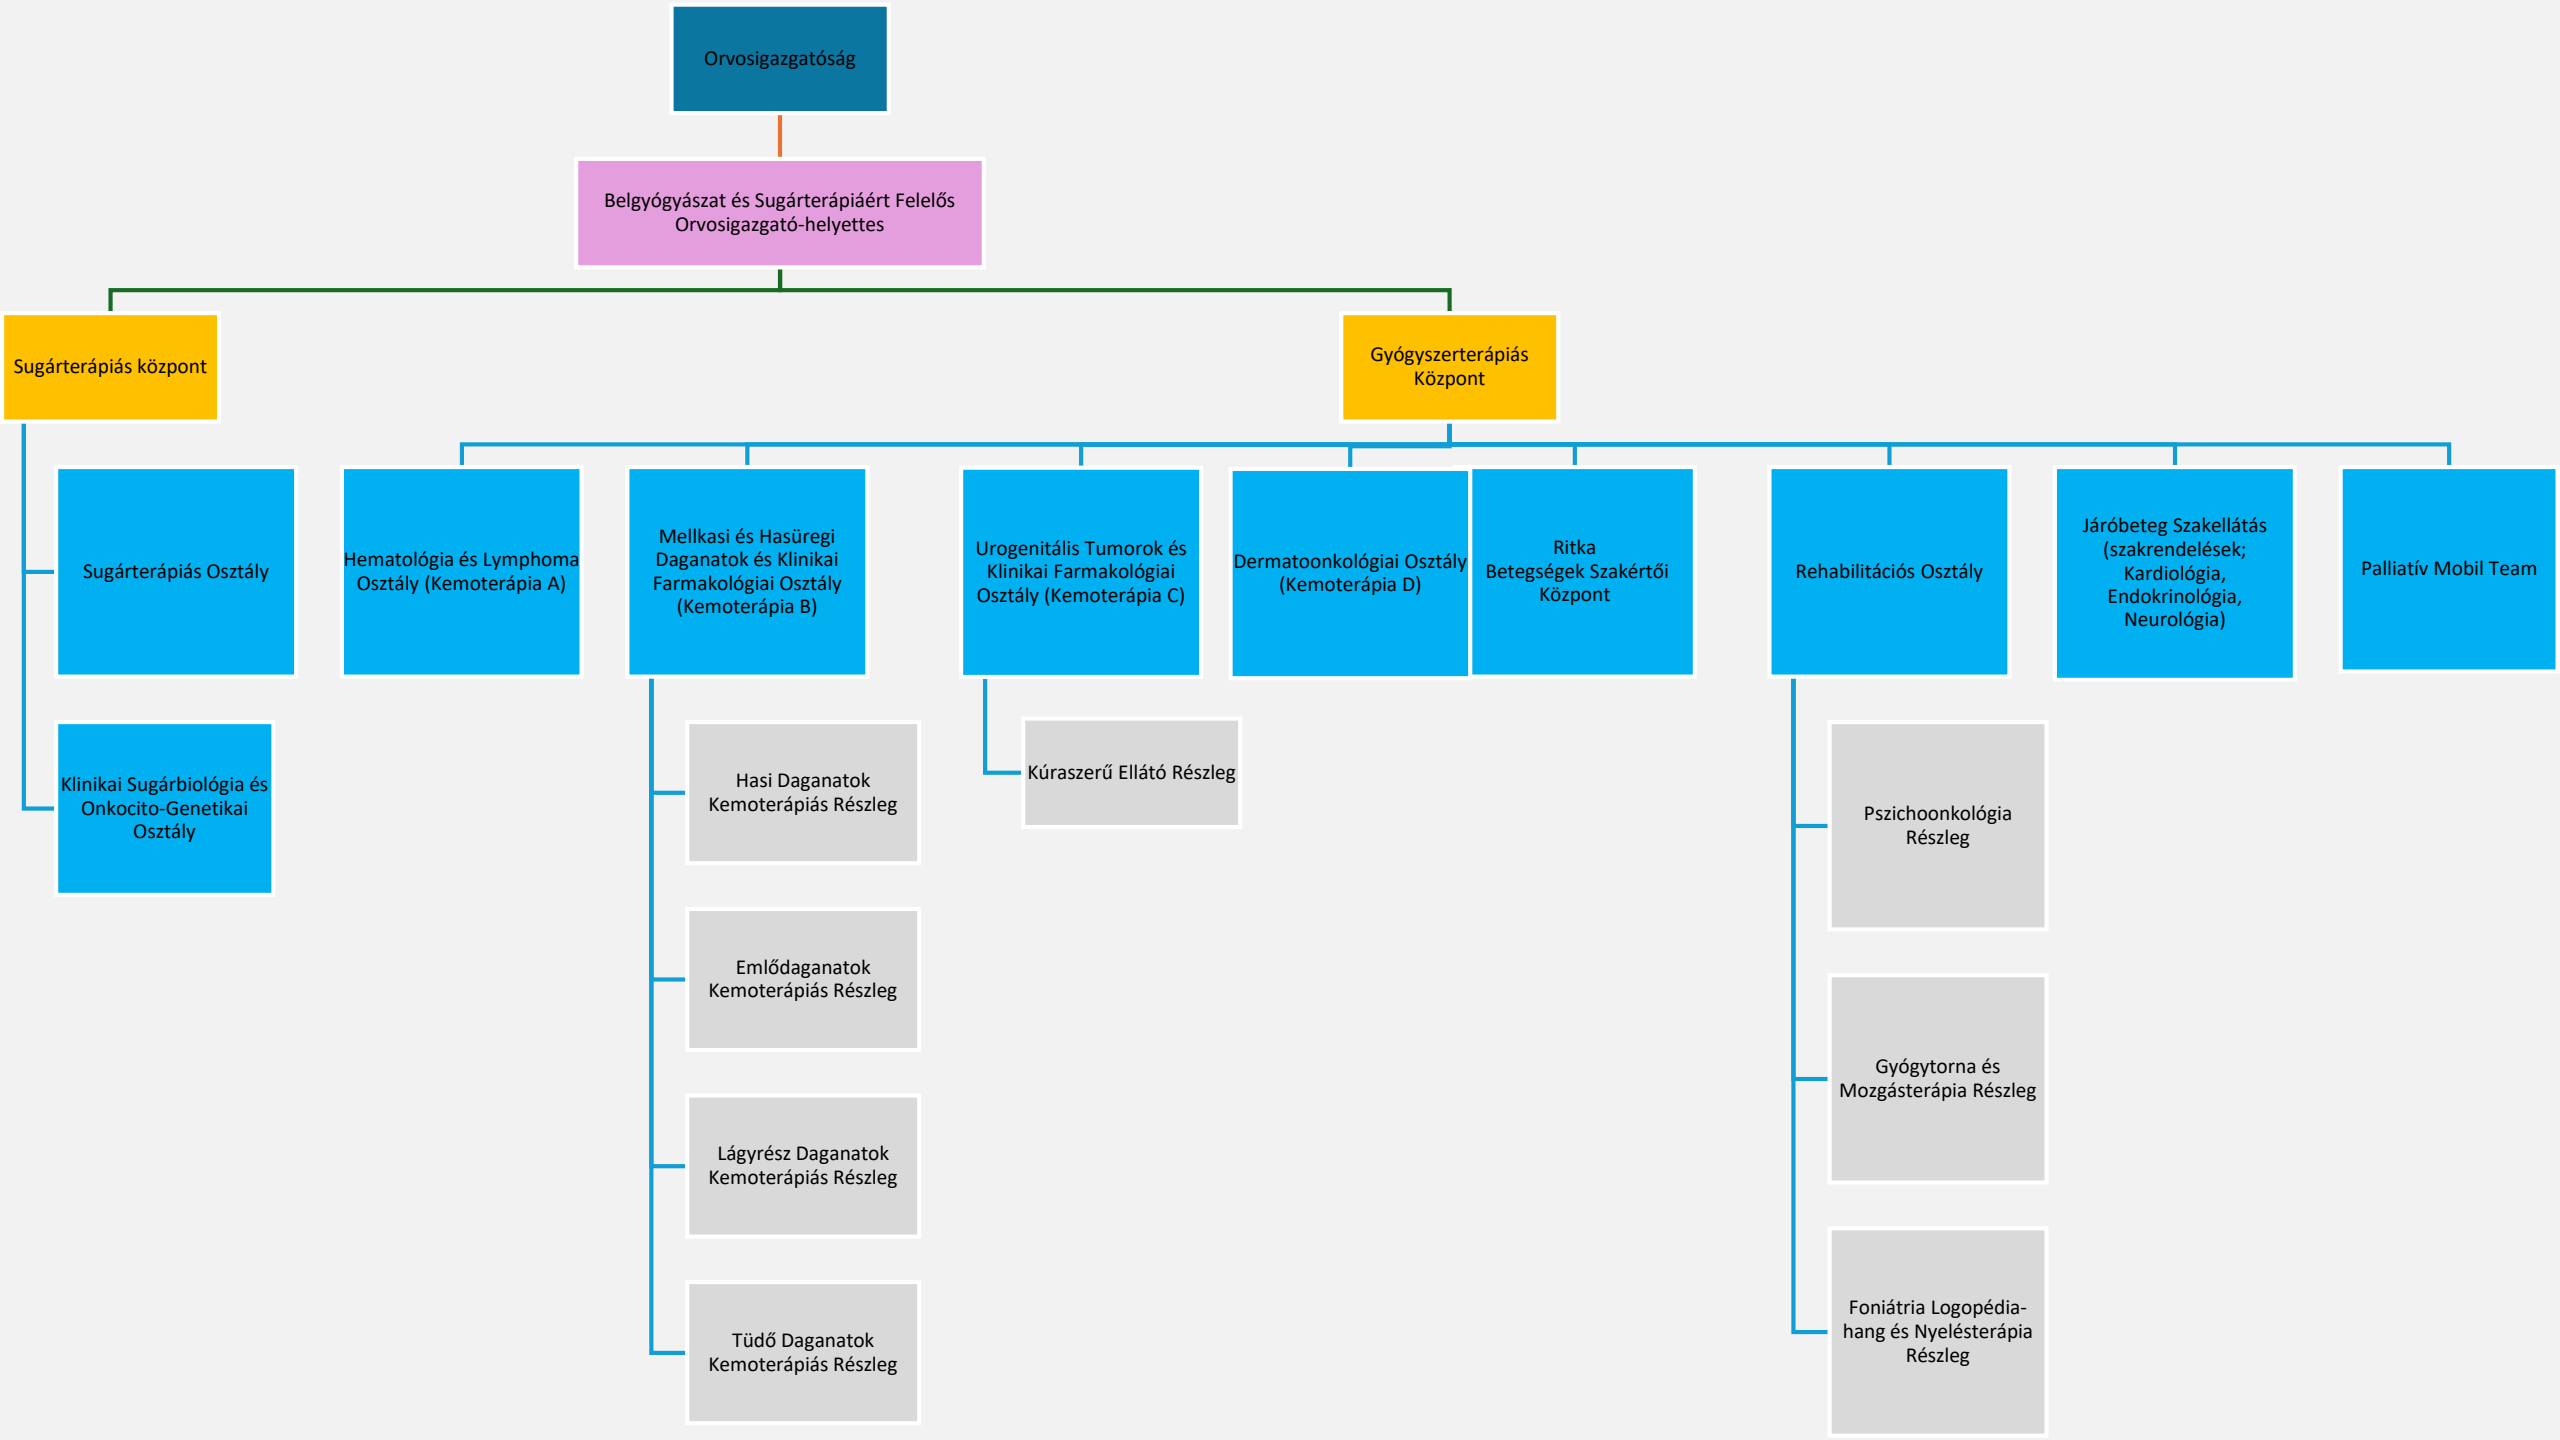 Orvosigazgatóság
Belgyógyászat és Sugárterápiáért Felelős
Orvosigazgató-helyettes
Sugárterápiás központ
Gyógyszerterápiás
Központ
Sugárterápiás Osztály
Hematológia és Lymphoma
Osztály (Kemoterápia A)
Mellkasi és Hasüregi
Daganatok és Klinikai
Farmakológiai Osztály
(Kemoterápia B)
Urogenitális Tumorok és
Klinikai Farmakológiai
Osztály (Kemoterápia C)
Dermatoonkológiai Osztály
(Kemoterápia D)
Ritka
Betegségek Szakértői
Központ
Rehabilitációs Osztály
Járóbeteg Szakellátás
(szakrendelések;
Kardiológia,
Endokrinológia,
Neurológia)
Palliatív Mobil Team
Klinikai Sugárbiológia és
Onkocito-Genetikai
Osztály
Hasi Daganatok
Kemoterápiás Részleg
Kúraszerű Ellátó Részleg
Pszichoonkológia
Részleg
Emlődaganatok
Kemoterápiás Részleg
Gyógytorna és
Mozgásterápia Részleg
Lágyrész Daganatok
Kemoterápiás Részleg
Foniátria Logopédia-
hang és Nyelésterápia
Részleg
Tüdő Daganatok
Kemoterápiás Részleg